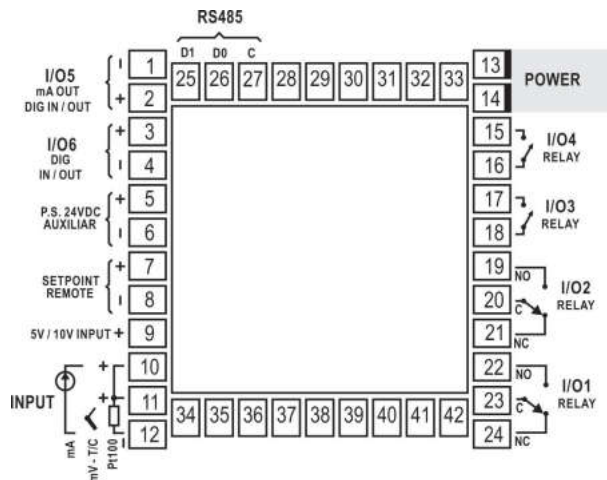 RS485
D1 D0 C
25 26 27 28 29 30 31 32 33
I/O5
mA OUT
DIG IN / OUT
− 1
+ 2
I/O6
DIG
IN / OUT
+ 3
− 4
P.S. 24VDC
AUXILIAR
+ 5
− 6
SETPOINT
REMOTE
+ 7
− 8
5V / 10V INPUT + 9
INPUT
+ 10
+ 11
− 12
mA
mV - T/C
Pt100
34 35 36 37 38 39 40 41 42
13
14
POWER
15
16
I/O4
RELAY
17
18
I/O3
RELAY
19 NO
20 C
21 NC
I/O2
RELAY
22 NO
23 C
24 NC
I/O1
RELAY